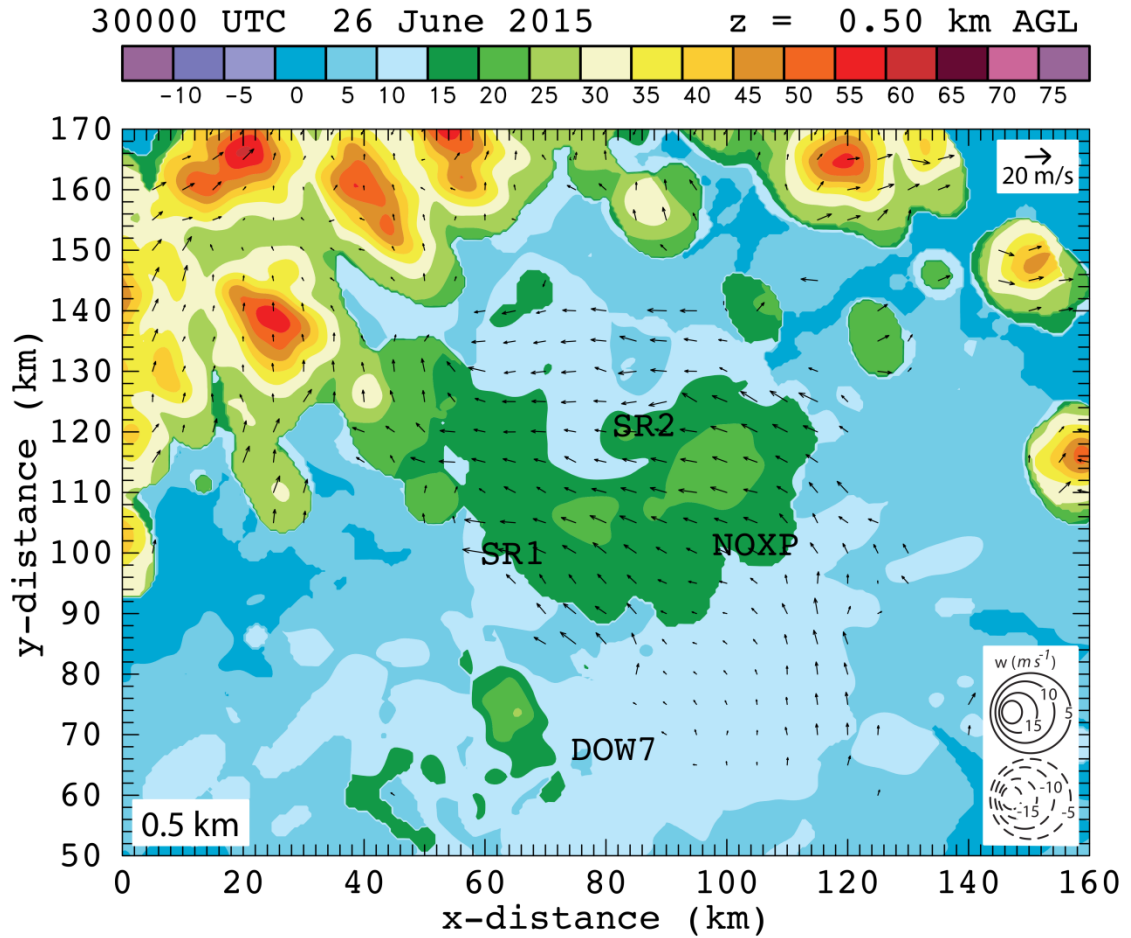 30000 UTC 26 June 2015 z = 0.50 km AGL
-10 -5 0 5 10 15 20 25 30 35 40 45 50 55 60 65 70 75
170
160
150
140
130
120
110
100
90
80
70
60
50
y-distance (km)
20 m/s
SR2
SR1
NOXP
DOW7
w (m s-1)
10
5
15
-10
-5
-15
0.5 km
0 20 40 60 80 100 120 140 160
x-distance (km)